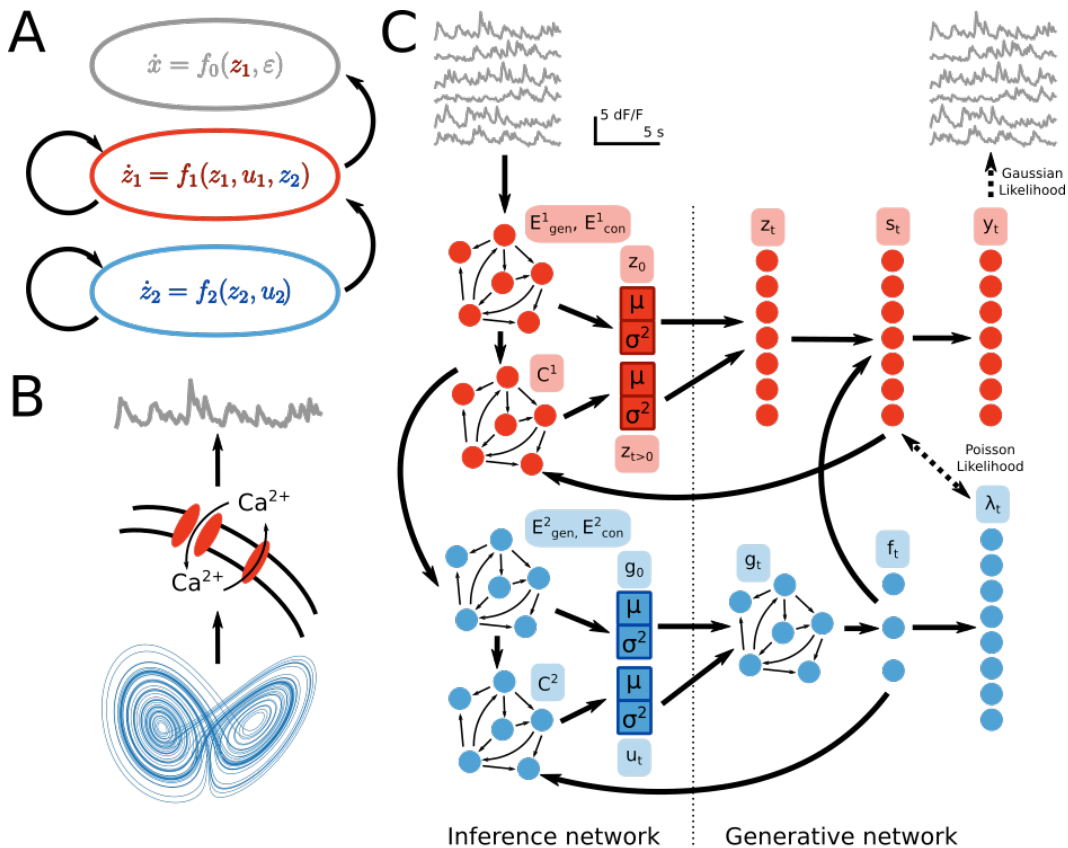 A
ẋ = f₀(z₁, ε)
ż₁ = f₁(z₁, u₁, z₂)
ż₂ = f₂(z₂, u₂)
B
Ca²⁺
Ca²⁺
C
5 dF/F
5 s
Gaussian
Likelihood
E¹gen, E¹con
z₀
μ
σ²
zₜ
sₜ
yₜ
C¹
μ
σ²
zₜ>₀
Poisson
Likelihood
λₜ
E²gen, E²con
g₀
μ
σ²
gₜ
fₜ
C²
μ
σ²
uₜ
Inference network
Generative network